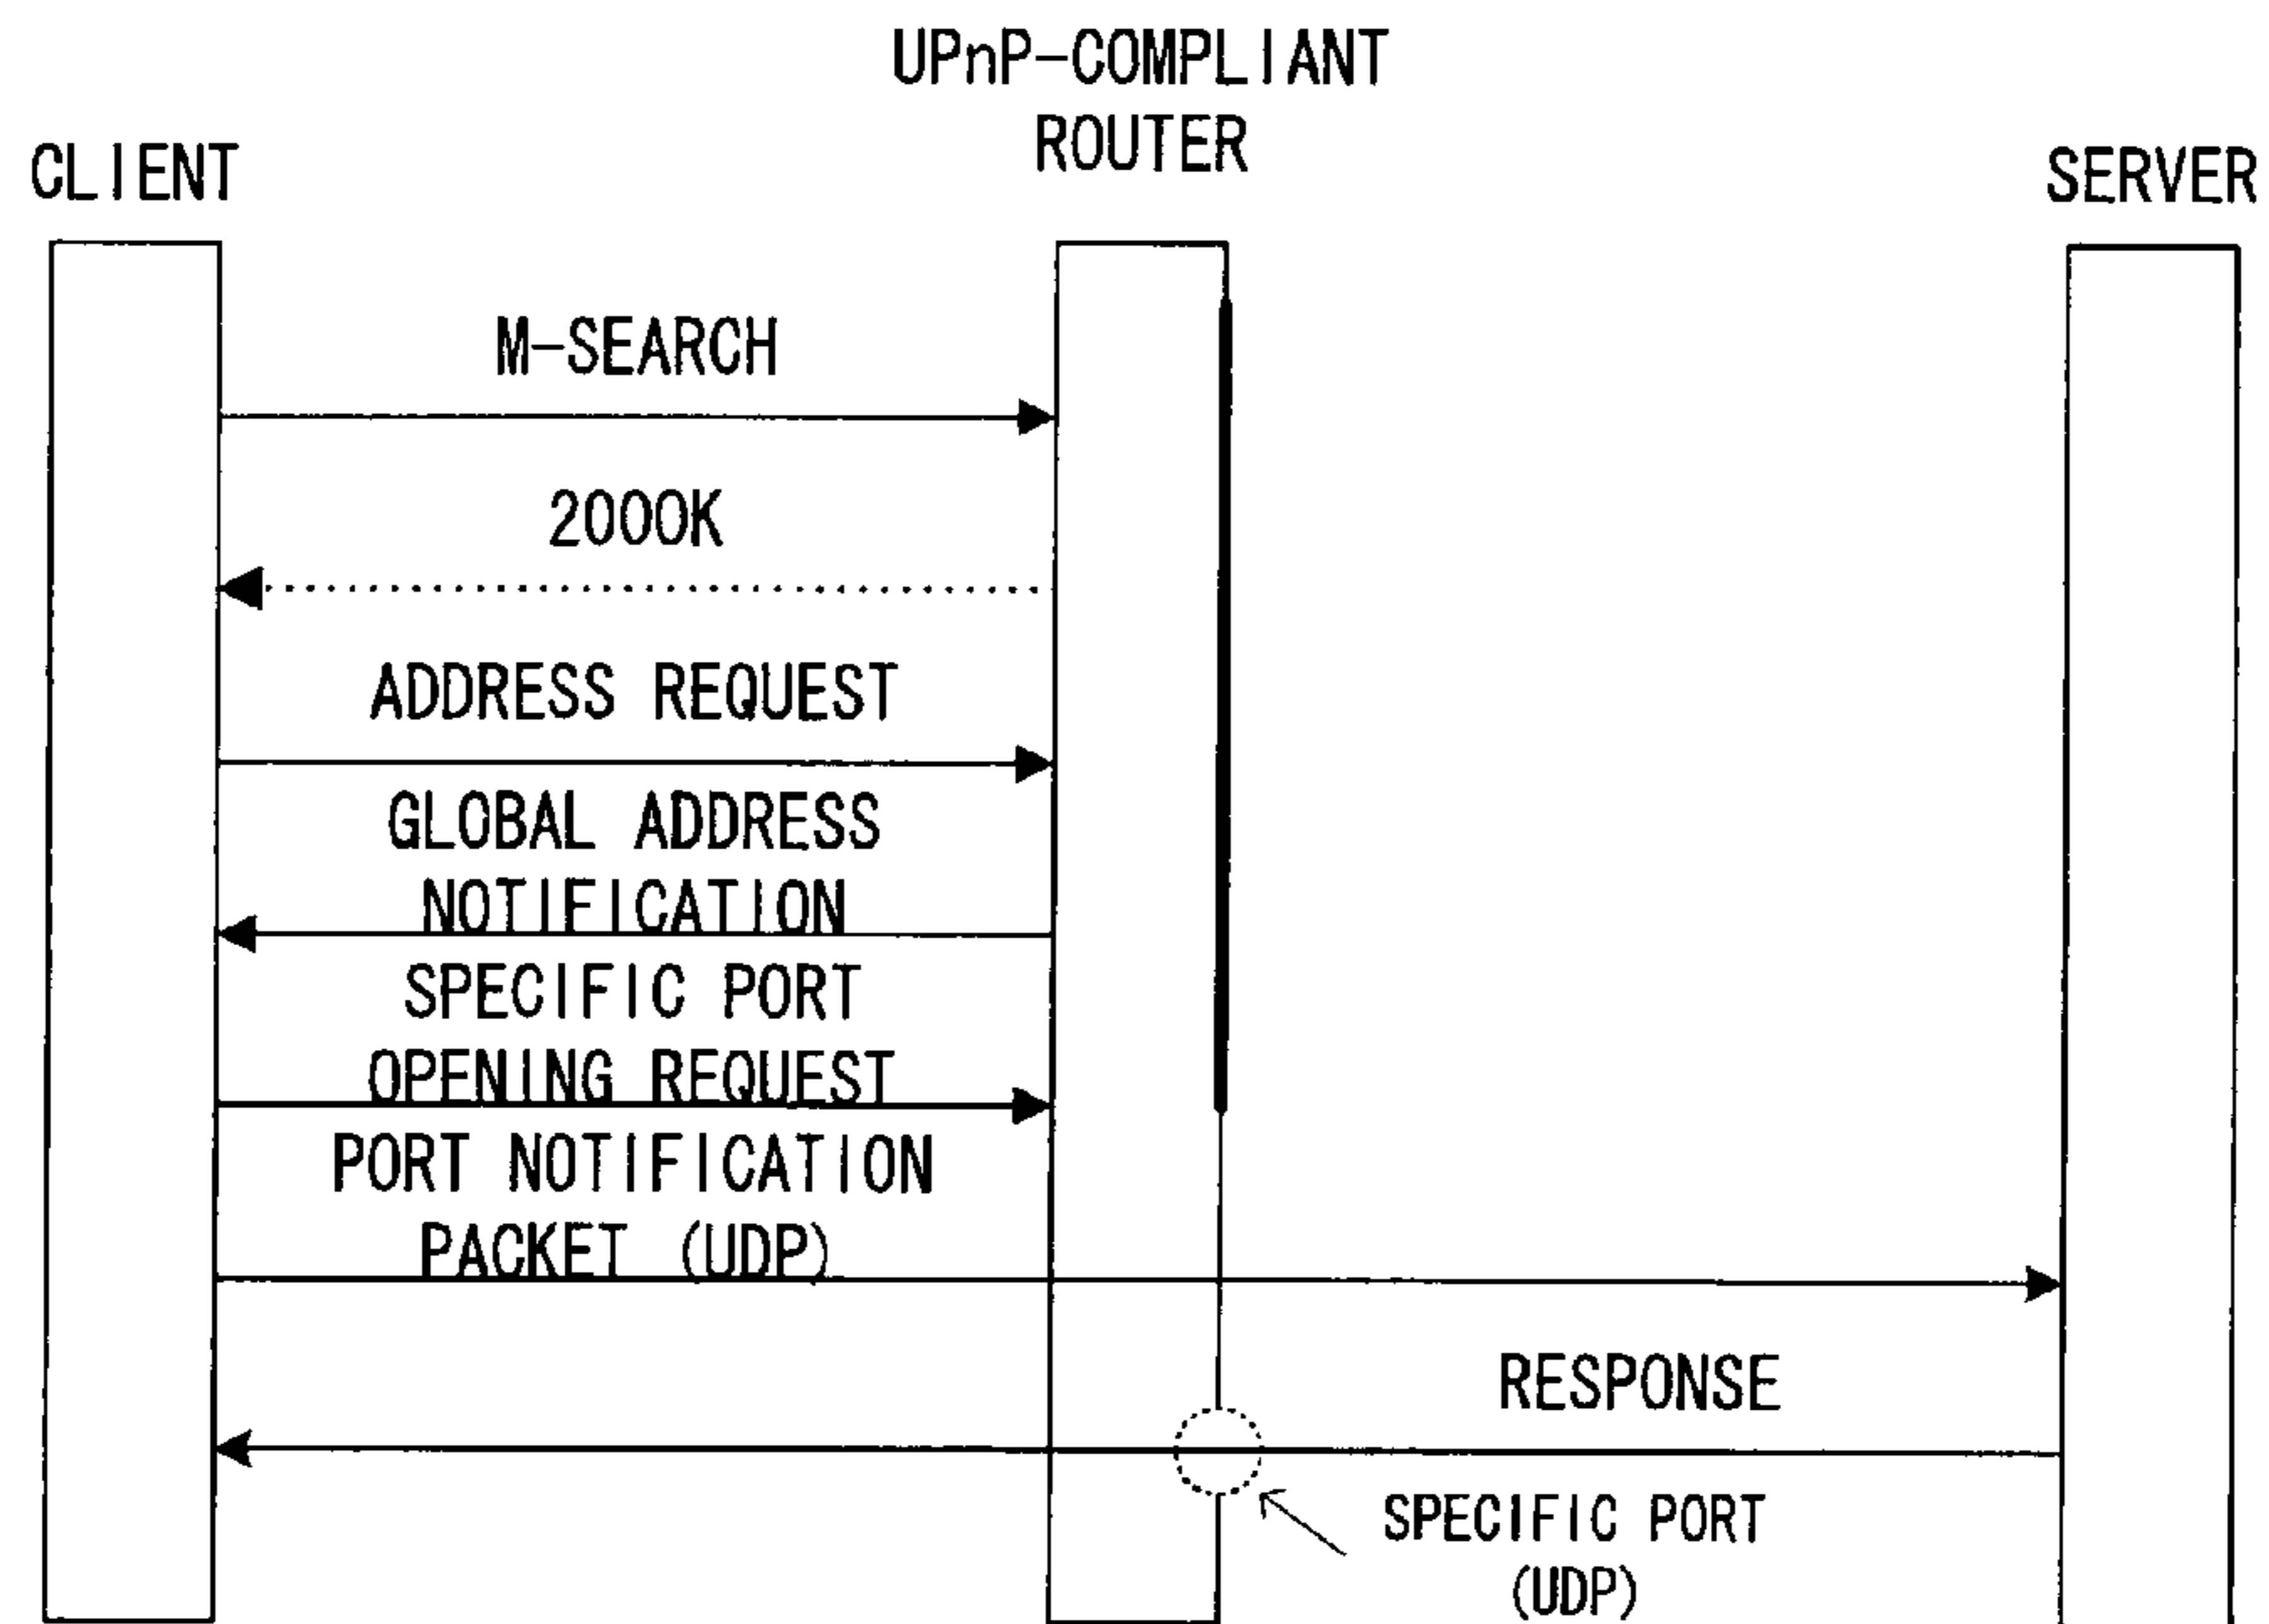 UPnP-COMPLIANT
ROUTER
CLIENT
SERVER
M-SEARCH
2000K
ADDRESS REQUEST
GLOBAL ADDRESS
NOTIFICATION
SPECIFIC PORT
OPENING REQUEST
PORT NOTIFICATION
PACKET (UDP)
RESPONSE
SPECIFIC PORT
(UDP)